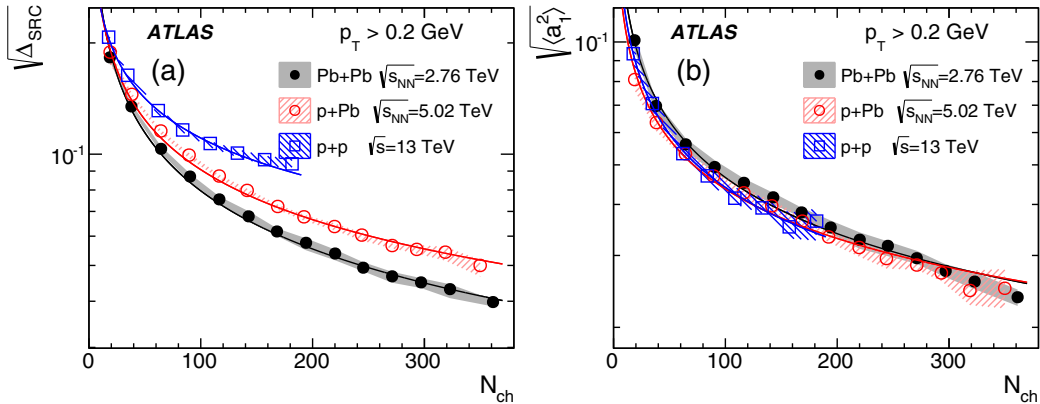 √Δ_SRC
ATLAS
p_T > 0.2 GeV
(a)
Pb+Pb √s_NN=2.76 TeV
p+Pb √s_NN=5.02 TeV
p+p √s=13 TeV
10⁻¹
0 100 200 300
N_ch
√⟨a₁²⟩
ATLAS
p_T > 0.2 GeV
(b)
Pb+Pb √s_NN=2.76 TeV
p+Pb √s_NN=5.02 TeV
p+p √s=13 TeV
10⁻¹
0 100 200 300
N_ch